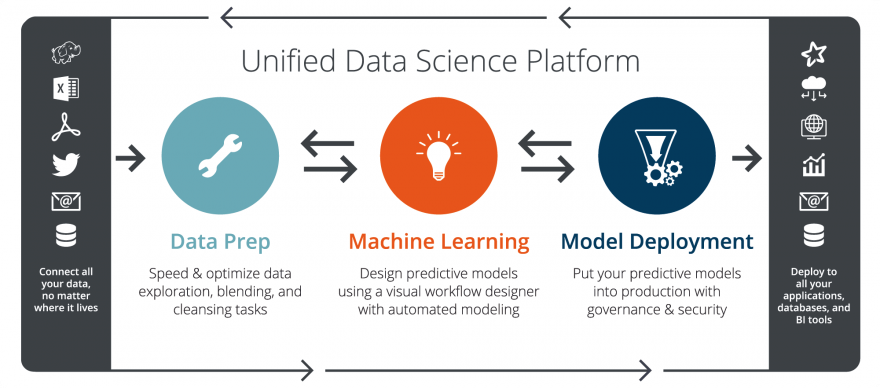 Unified Data Science Platform
X
@
Connect all
your data,
no matter
where it lives
Data Prep
Speed & optimize data
exploration, blending, and
cleansing tasks
Machine Learning
Design predictive models
using a visual workflow designer
with automated modeling
Model Deployment
Put your predictive models
into production with
governance & security
@
Deploy to
all your
applications,
databases, and
BI tools